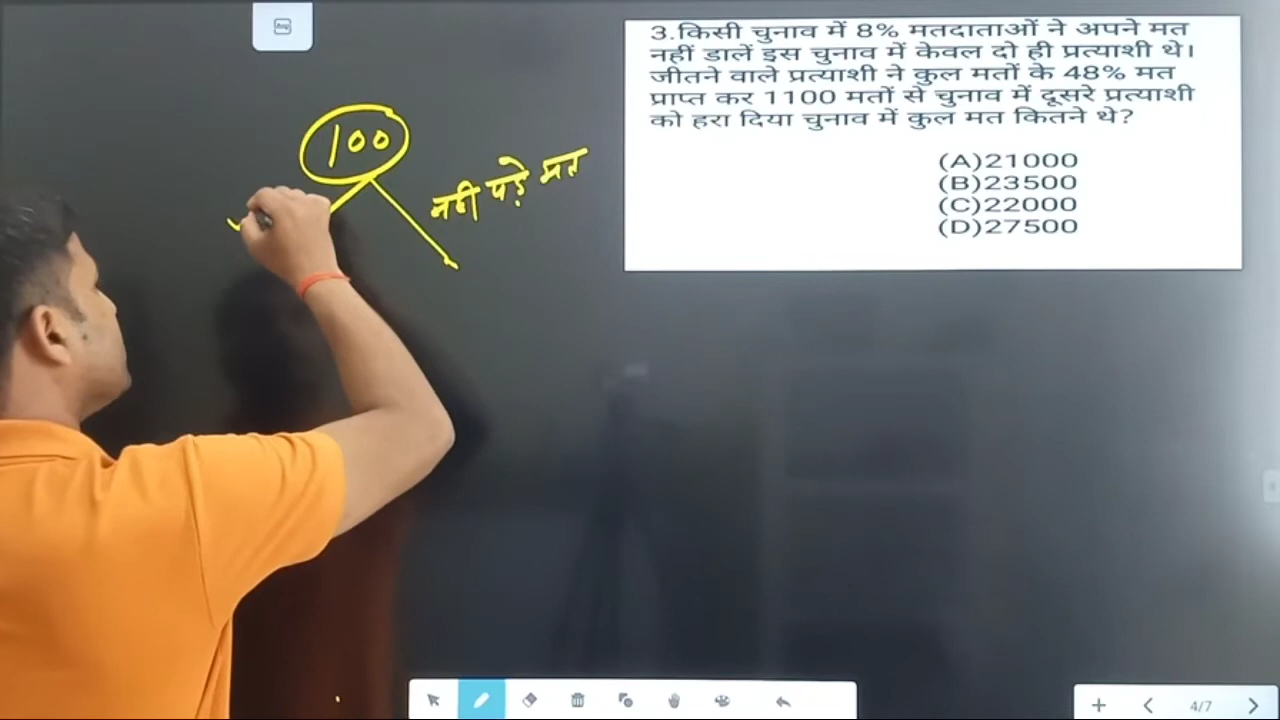 100
नही पड़े मत
3.किसी चुनाव में 8% मतदाताओं ने अपने मत
नहीं डालें इस चुनाव में केवल दो ही प्रत्याशी थे।
जीतने वाले प्रत्याशी ने कुल मतों के 48% मत
प्राप्त कर 1100 मतों से चुनाव में दूसरे प्रत्याशी
को हरा दिया चुनाव में कुल मत कितने थे?
(A)21000
(B)23500
(C)22000
(D)27500
4/7